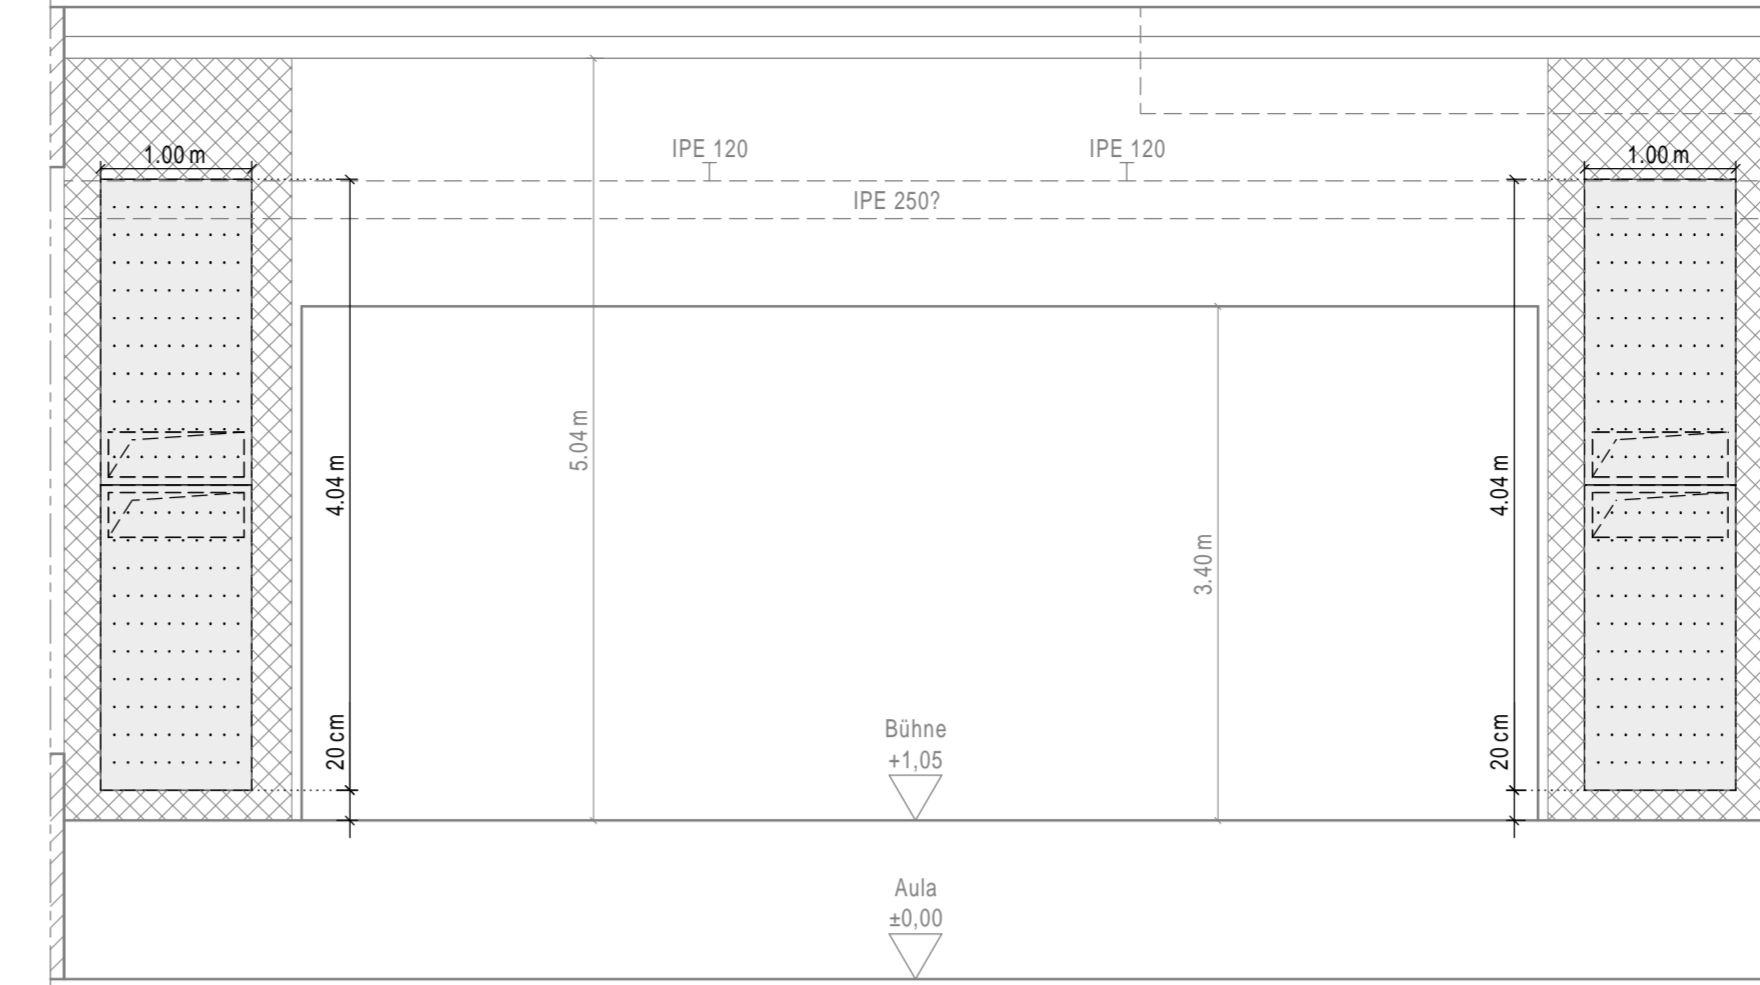 1.00 m
IPE 120
IPE 120
1.00 m
IPE 250?
5.04 m
4.04 m
3.40 m
4.04 m
20 cm
Bühne
+1,05
20 cm
Aula
±0,00